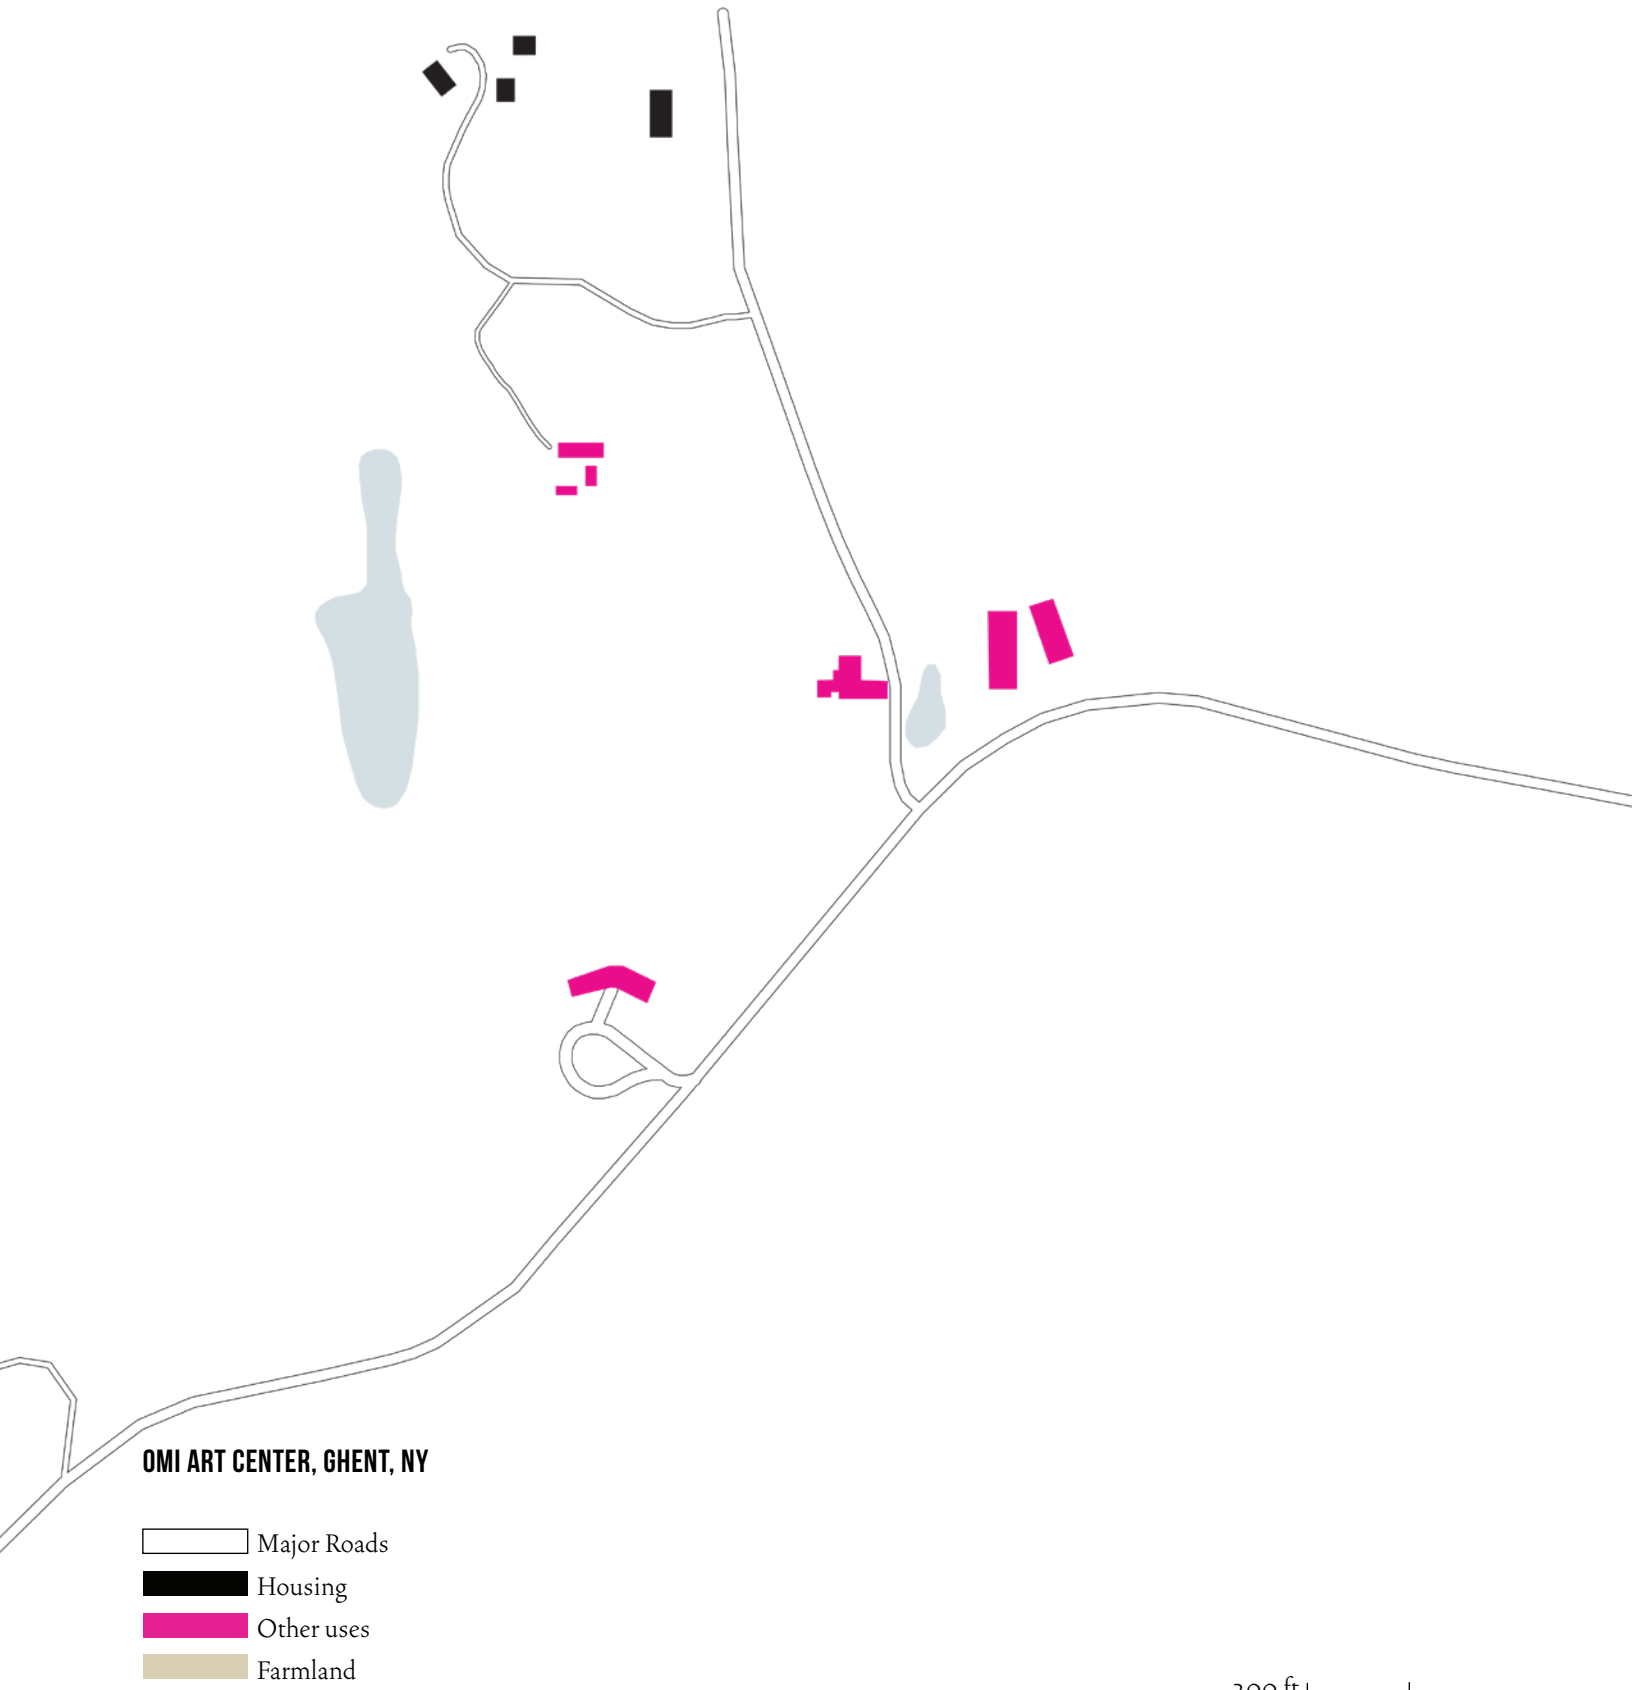 OMI ART CENTER, GHENT, NY
Major Roads
Housing
Other uses
Farmland